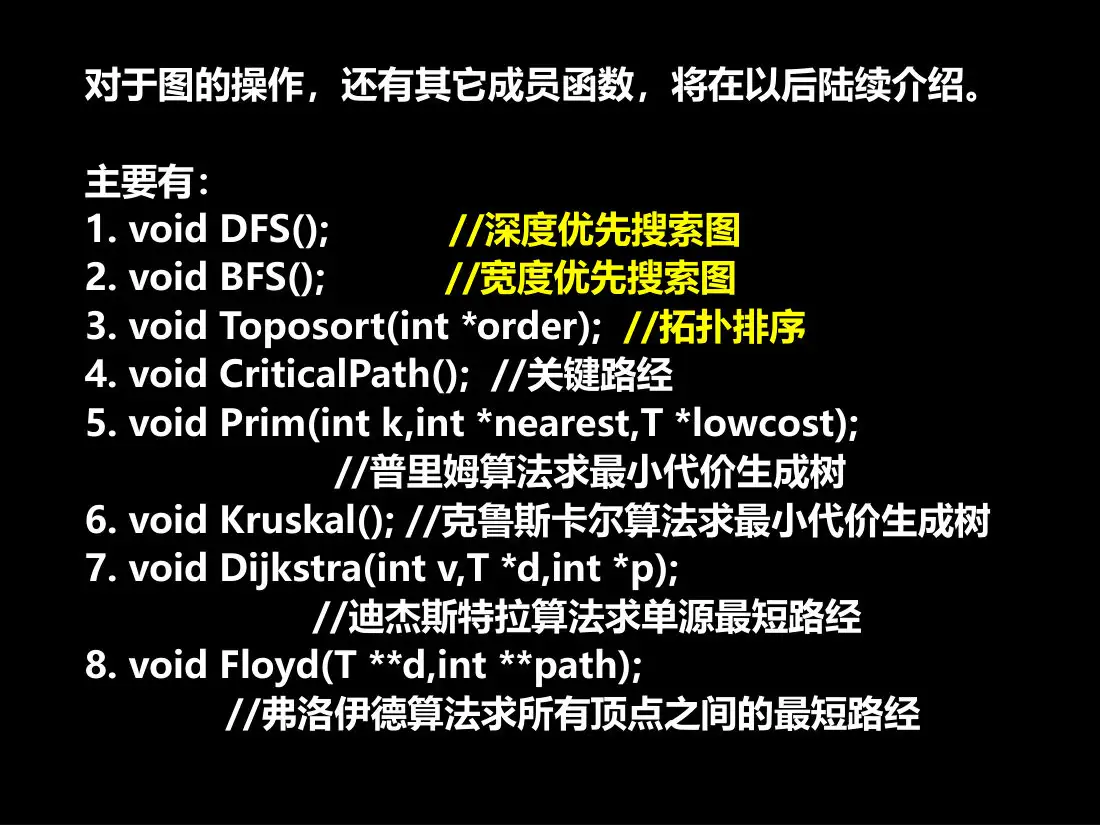 对于图的操作，还有其它成员函数，将在以后陆续介绍。
主要有：
1. void DFS(); //深度优先搜索图
2. void BFS(); //宽度优先搜索图
3. void Toposort(int *order); //拓扑排序
4. void CriticalPath(); //关键路经
5. void Prim(int k,int *nearest,T *lowcost);
//普里姆算法求最小代价生成树
6. void Kruskal(); //克鲁斯卡尔算法求最小代价生成树
7. void Dijkstra(int v,T *d,int *p);
//迪杰斯特拉算法求单源最短路经
8. void Floyd(T **d,int **path);
//弗洛伊德算法求所有顶点之间的最短路经